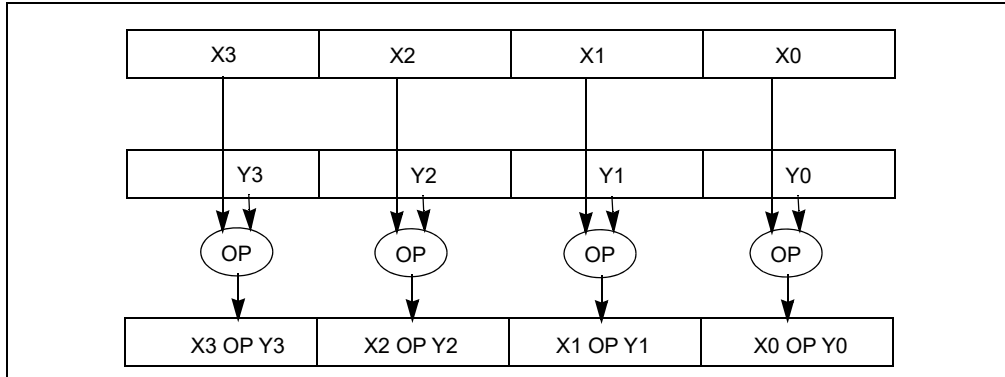 X3 X2 X1 X0
Y3 Y2 Y1 Y0
OP OP OP OP
X3 OP Y3 X2 OP Y2 X1 OP Y1 X0 OP Y0